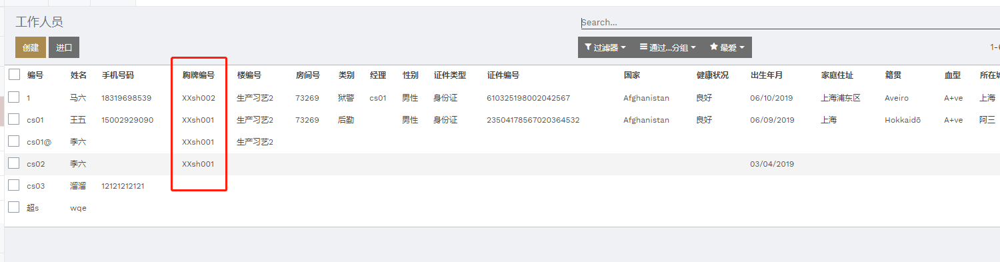 工作人员
Search...
创建 进口
过滤器 通过...分组 最爱
编号 姓名 手机号码 胸牌编号 楼编号 房间号 类别 经理 性别 证件类型 证件编号 国家 健康状况 出生年月 家庭住址 籍贯 血型
1 马六 18319698539 XXsh002 生产习艺2 73269 狱警 cs01 男性 身份证 610325198002042567 Afghanistan 良好 06/10/2019 上海浦东区 Aveiro A+ve 上海
cs01 王五 15002929090 XXsh001 生产习艺2 73269 后勤 男性 身份证 23504178567020364532 Afghanistan 良好 06/09/2019 上海 Hokkaidō A+ve 阿三
cs01@ 李六 XXsh001 生产习艺2
cs02 李六 XXsh001 03/04/2019
cs03 溜溜 12121212121
超s wqe